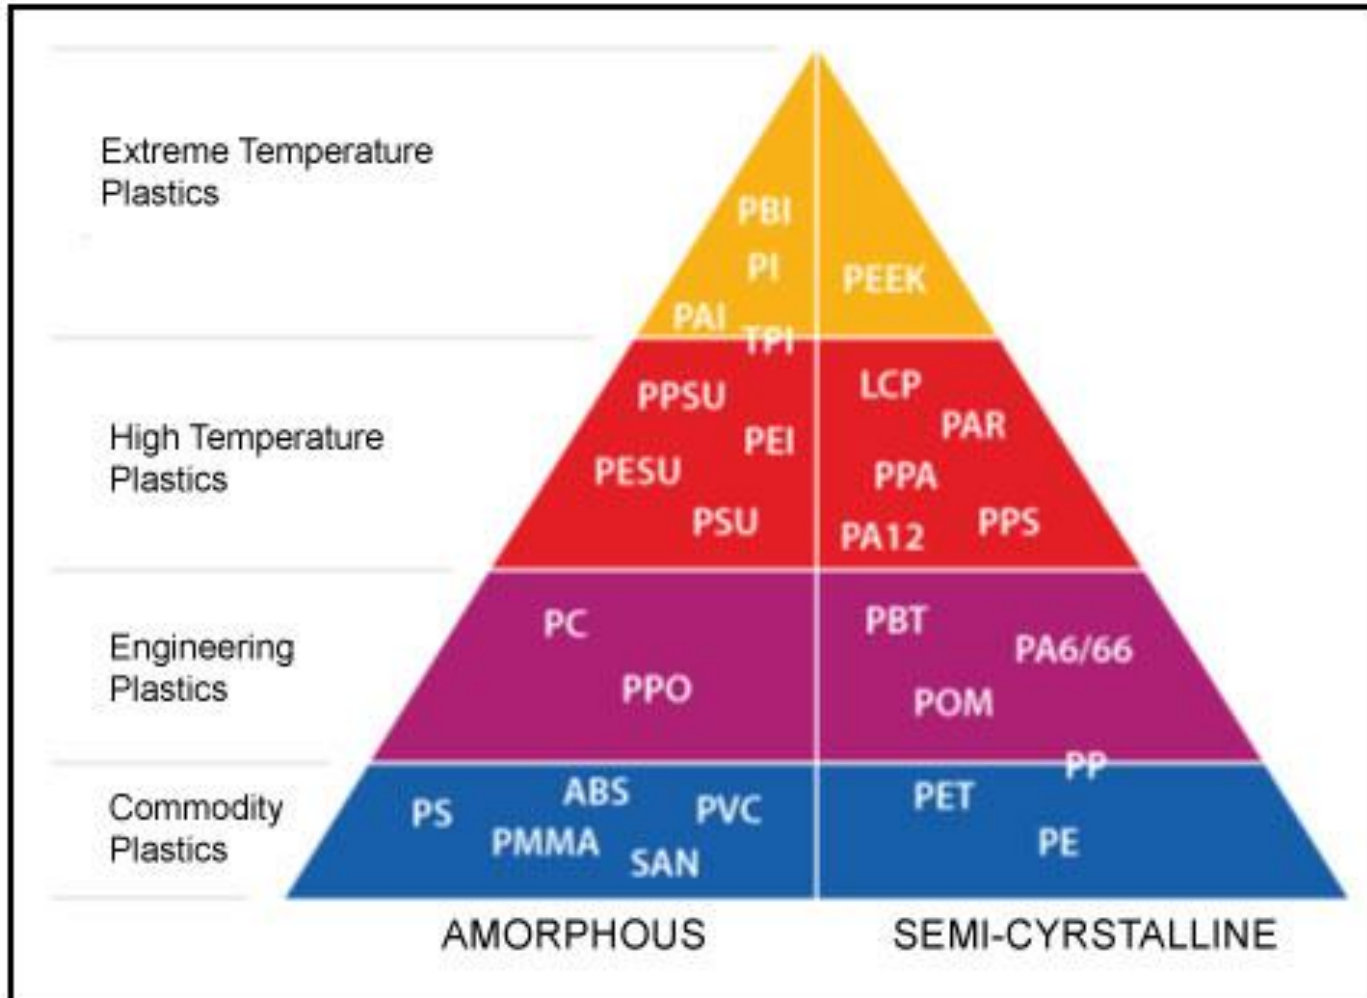 Extreme Temperature
Plastics
PBI
PI
PEEK
PAI
TPI
High Temperature
Plastics
PPSU
LCP
PAR
PEI
PESU
PPA
PSU
PA12
PPS
Engineering
Plastics
PC
PBT
PA6/66
PPO
POM
PP
Commodity
Plastics
PS
ABS
PVC
PET
PMMA
SAN
PE
AMORPHOUS
SEMI-CYRSTALLINE